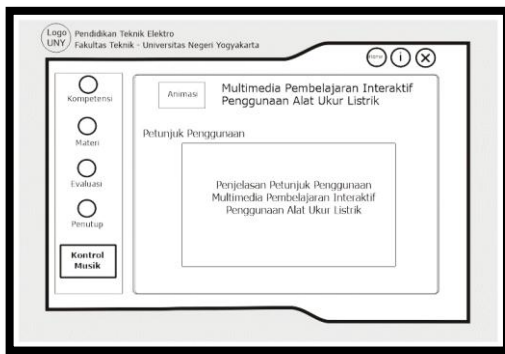 Logo
UNY
Pendidikan Teknik Elektro
Fakultas Teknik - Universitas Negeri Yogyakarta
Home
i
X
Kompetensi
Materi
Evaluasi
Penutup
Kontrol
Musik
Animasi
Multimedia Pembelajaran Interaktif
Penggunaan Alat Ukur Listrik
Petunjuk Penggunaan
Penjelasan Petunjuk Penggunaan
Multimedia Pembelajaran Interaktif
Penggunaan Alat Ukur Listrik